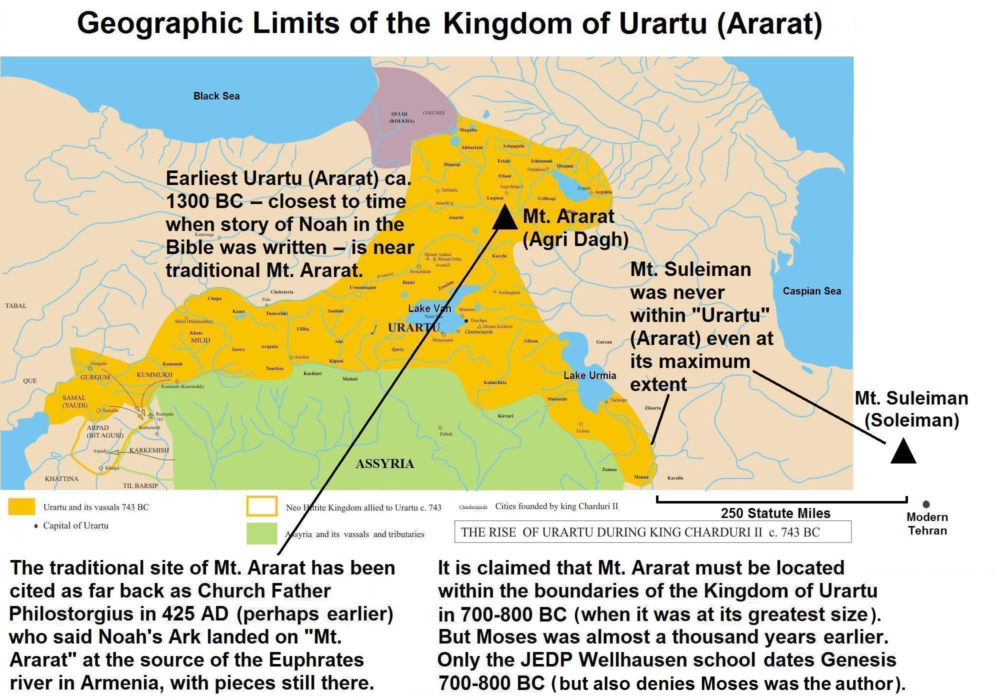 Geographic Limits of the Kingdom of Urartu (Ararat)
Black Sea
QULQI
(KOLKHA)
COLCHES
Maqaltu
Akhuriani
Ichqugulu
Diaueqi
Eriaki
Ichtamani
Qiequni
Ordaklou
Etiuni
Argichtiqini
Zogalu
Argukiu
Delibala
Luqiuni
Uelikuqi
Anachi
Anachi
Earliest Urartu (Ararat) ca.
1300 BC – closest to time
when story of Noah in the
Bible was written – is near
traditional Mt. Ararat.
Kamouqa
Mt. Ararat
(Agri Dagh)
Mount Adduri
Mount Iritia
Aramili
Kurchi
Arzachkun
Arzanias
Biaini
Zenziun
Urmeniuqini
Archuqiuni
Chebeteria
Chupa
Palu
Kauri
Tumeichki
Souhmi
Lake Van
Marmos
Touchpa
Mount Kichteir
Charduriqurda
URARTU
Menouaini
TABAL
Milid (Melitealkhe)
Khate
MILID
Ulliba
Alzi
Isuwa
Arqania
Qaria
Gilzan
Gurzan
Amimu
Kipani
Touchan
Kachiari
Matiati
Gurgum
GURGUM
Kummuh
KUMMUKH
Kummuh (Kummukh)
QUE
SAMAL
(YAUDI)
Samallu
Rumqala
743
Karkemish
ARPAD
(BIT AGUSI)
Arpad
KARKEMISH
Khalpa
KHATTINA
TIL BARSIP
Kubuchkia
Lake Urmia
Mutsatsir
Tachtepe
Kirruri
Zikurtu
Uchnu
Dehuk
ASSYRIA
Zamua
Manna
Karallu
Mt. Suleiman
was never
within "Urartu"
(Ararat) even at
its maximum
extent
Caspian Sea
Mt. Suleiman
(Soleiman)
Urartu and its vassals 743 BC
Capital of Urartu
Neo Hittite Kingdom allied to Urartu c. 743
Assyria and its vassals and tributaries
Charduriqurda Cities founded by king Charduri II
THE RISE OF URARTU DURING KING CHARDURI II c. 743 BC
250 Statute Miles
Modern
Tehran
The traditional site of Mt. Ararat has been
cited as far back as Church Father
Philostorgius in 425 AD (perhaps earlier)
who said Noah's Ark landed on "Mt.
Ararat" at the source of the Euphrates
river in Armenia, with pieces still there.
It is claimed that Mt. Ararat must be located
within the boundaries of the Kingdom of Urartu
in 700-800 BC (when it was at its greatest size).
But Moses was almost a thousand years earlier.
Only the JEDP Wellhausen school dates Genesis
700-800 BC (but also denies Moses was the author).